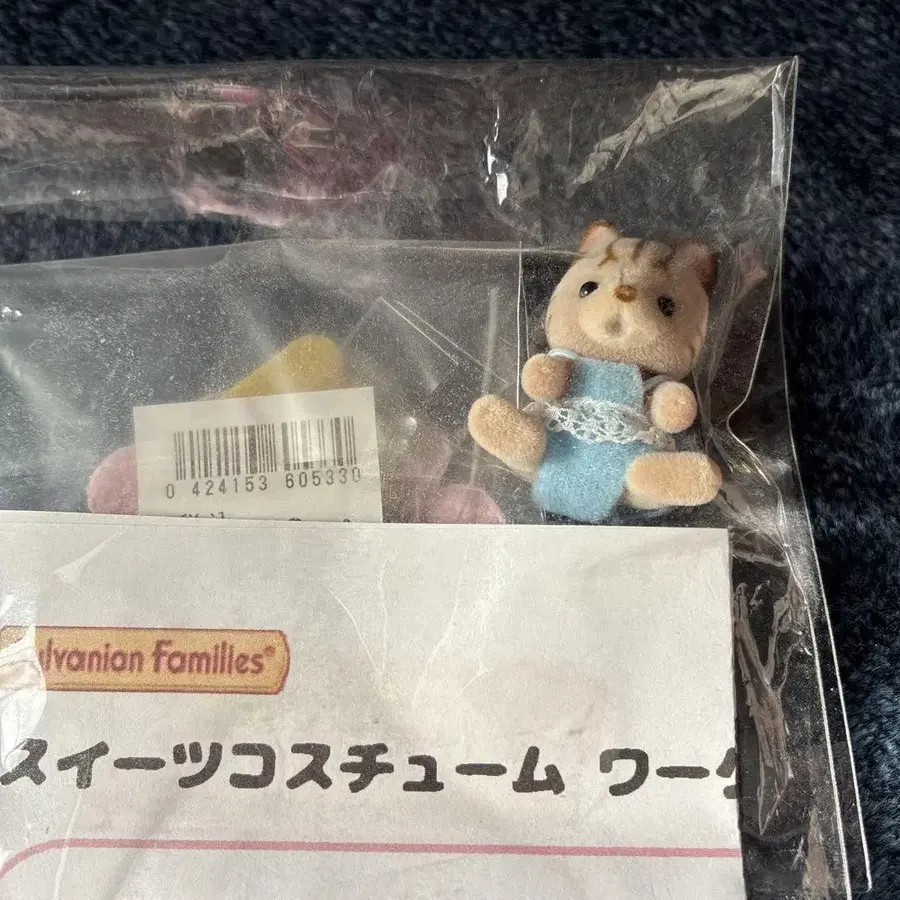 0 424153 605330
lvanian Families®
スイーツコスチューム ワー